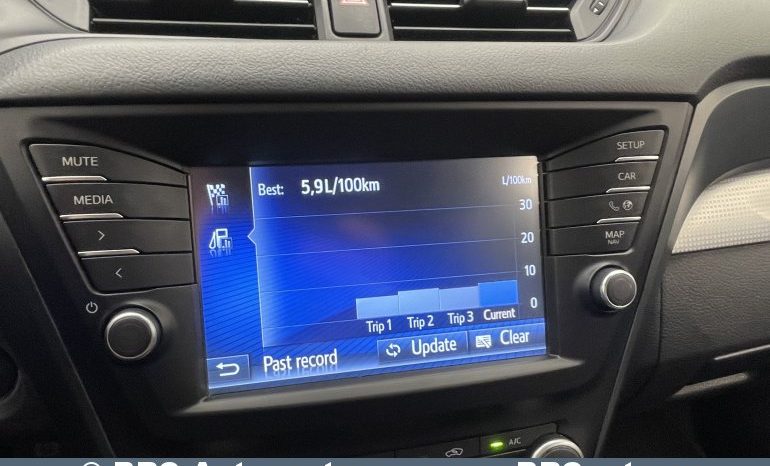 MUTE
MEDIA
SETUP
CAR
MAP
NAV
Best: 5,9L/100km
L/100km
30
20
10
0
Trip 1 Trip 2 Trip 3 Current
Past record
Update
Clear
A/C